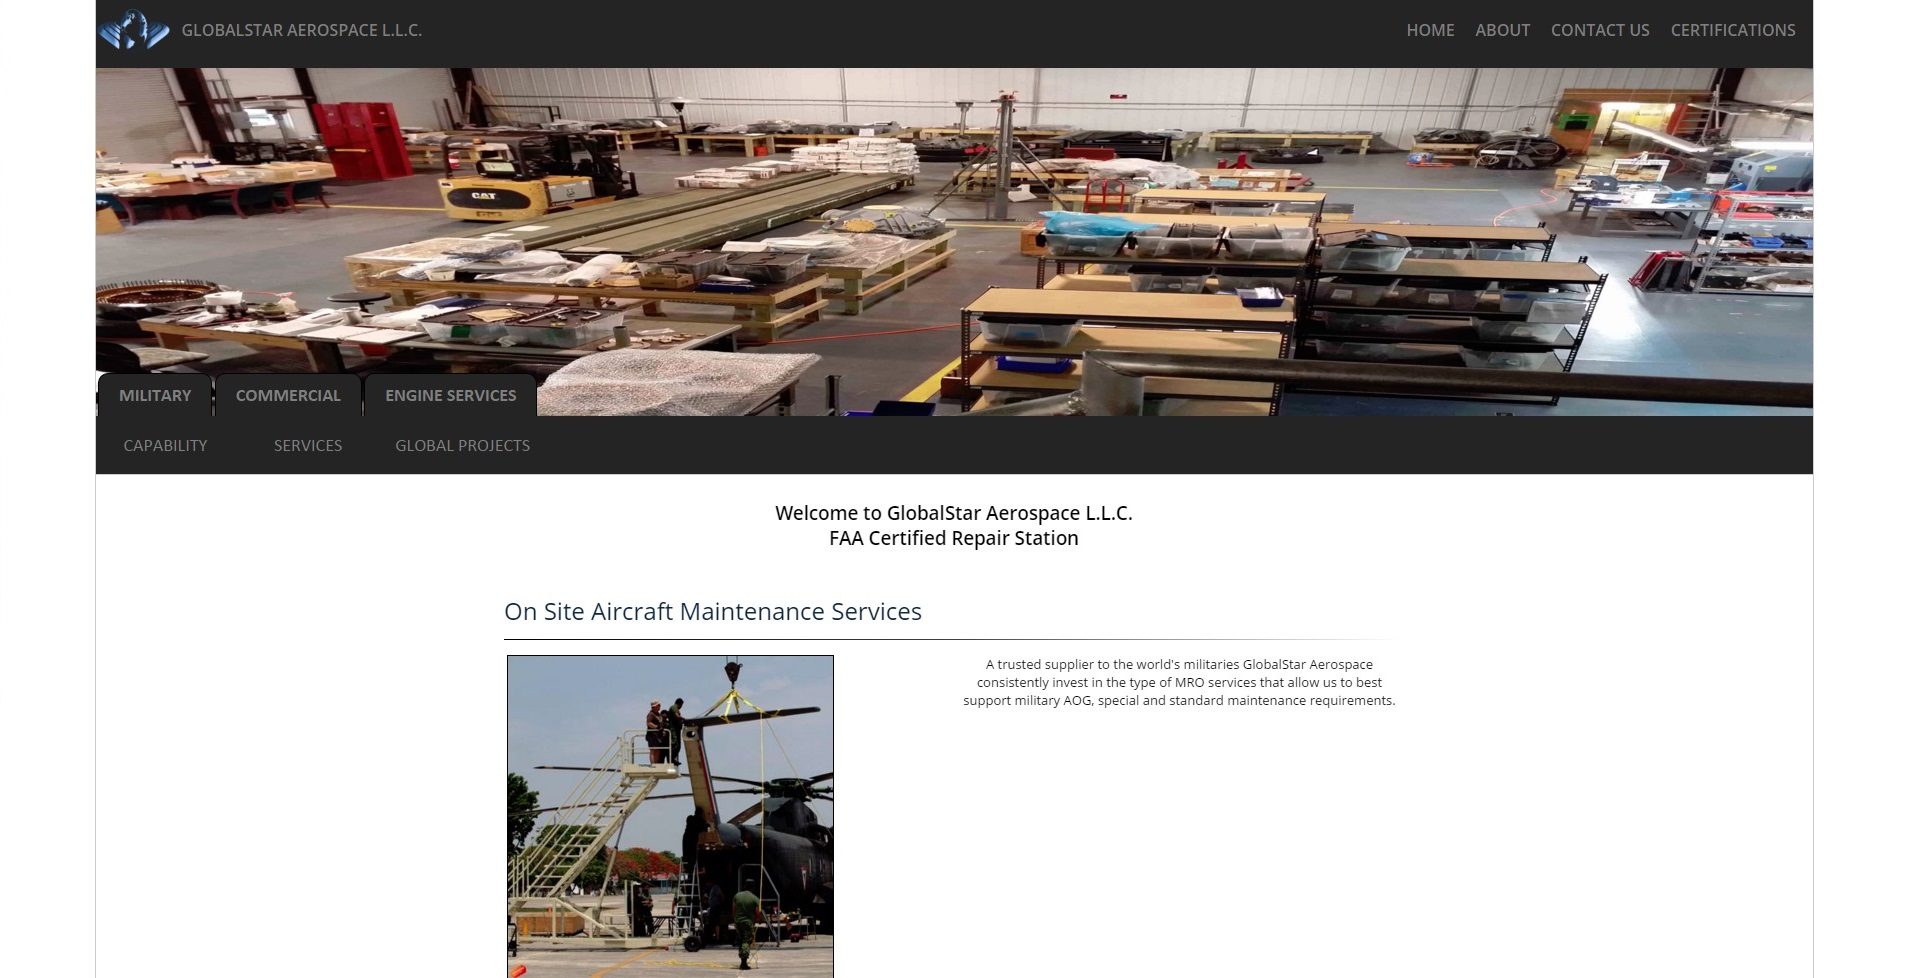 GLOBALSTAR AEROSPACE L.L.C.
HOME ABOUT CONTACT US CERTIFICATIONS
CAT
MILITARY COMMERCIAL ENGINE SERVICES
CAPABILITY SERVICES GLOBAL PROJECTS
Welcome to GlobalStar Aerospace L.L.C.
FAA Certified Repair Station
On Site Aircraft Maintenance Services
A trusted supplier to the world's militaries GlobalStar Aerospace
consistently invest in the type of MRO services that allow us to best
support military AOG, special and standard maintenance requirements.